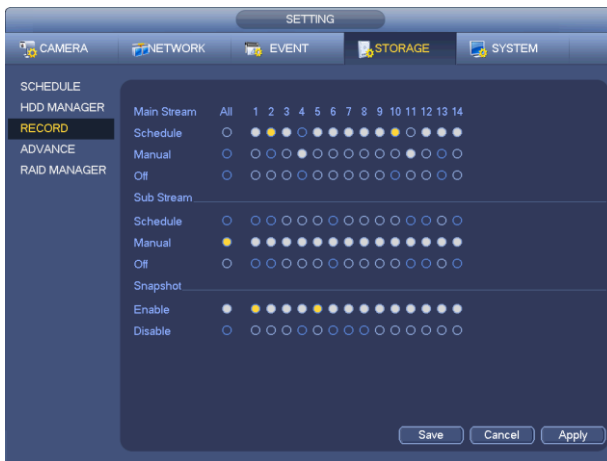 SETTING
CAMERA NETWORK EVENT STORAGE SYSTEM
SCHEDULE
HDD MANAGER
RECORD
ADVANCE
RAID MANAGER
Main Stream All 1 2 3 4 5 6 7 8 9 10 11 12 13 14
Schedule
Manual
Off
Sub Stream
Schedule
Manual
Off
Snapshot
Enable
Disable
Save Cancel Apply